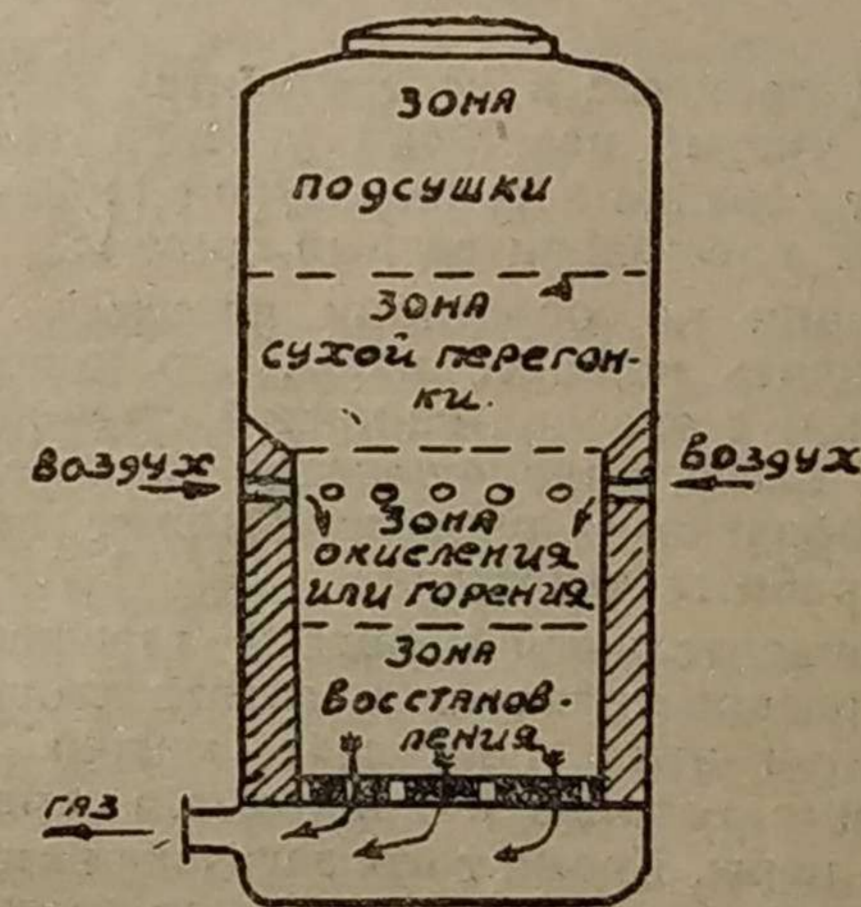 ЗОНА
подсушки
ЗОНА
сухой перегон-
ки.
воздух
воздух
ЗОНА
окисления
или горения
ЗОНА
восстанов-
ления
газ